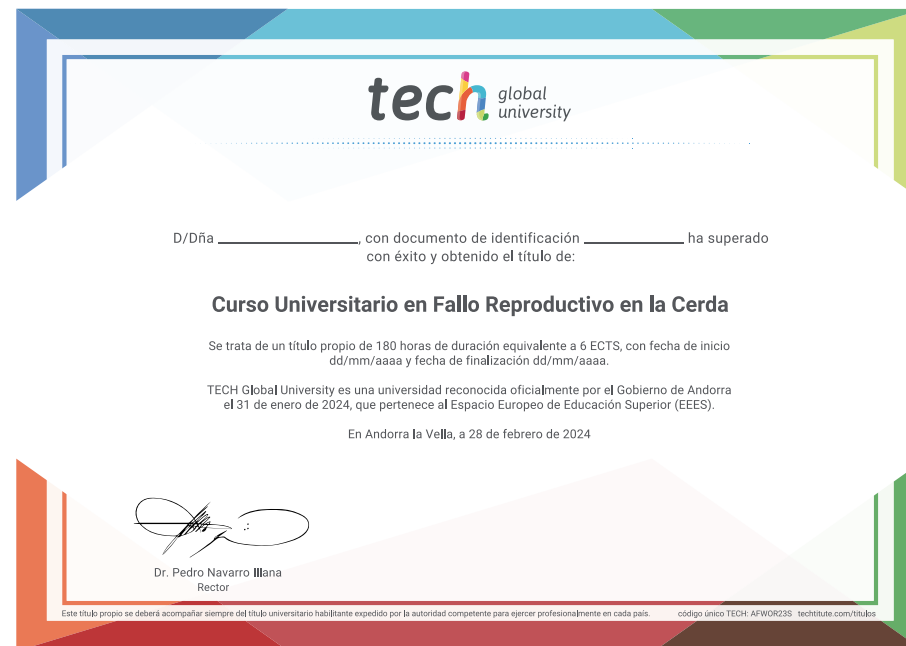 tech global university
D/Dña ____________________, con documento de identificación ______________ ha superado
con éxito y obtenido el título de:
Curso Universitario en Fallo Reproductivo en la Cerda
Se trata de un título propio de 180 horas de duración equivalente a 6 ECTS, con fecha de inicio
dd/mm/aaaa y fecha de finalización dd/mm/aaaa.
TECH Global University es una universidad reconocida oficialmente por el Gobierno de Andorra
el 31 de enero de 2024, que pertenece al Espacio Europeo de Educación Superior (EEES).
En Andorra la Vella, a 28 de febrero de 2024
Dr. Pedro Navarro Illana
Rector
Este título propio se deberá acompañar siempre del título universitario habilitante expedido por la autoridad competente para ejercer profesionalmente en cada país. código único TECH: AFWOR23S techtitute.com/titulos